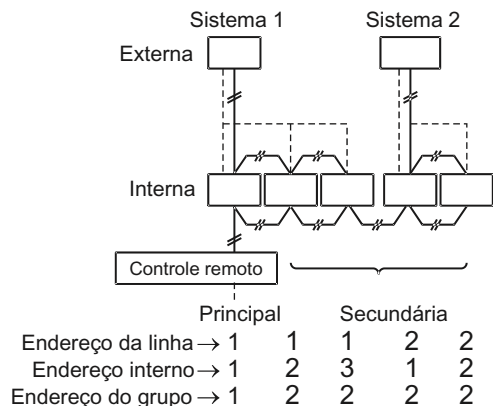 Sistema 1 Sistema 2
Externa
Interna
Controle remoto
Principal Secundária
Endereço da linha → 1 1 1 2 2
Endereço interno → 1 2 3 1 2
Endereço do grupo → 1 2 2 2 2